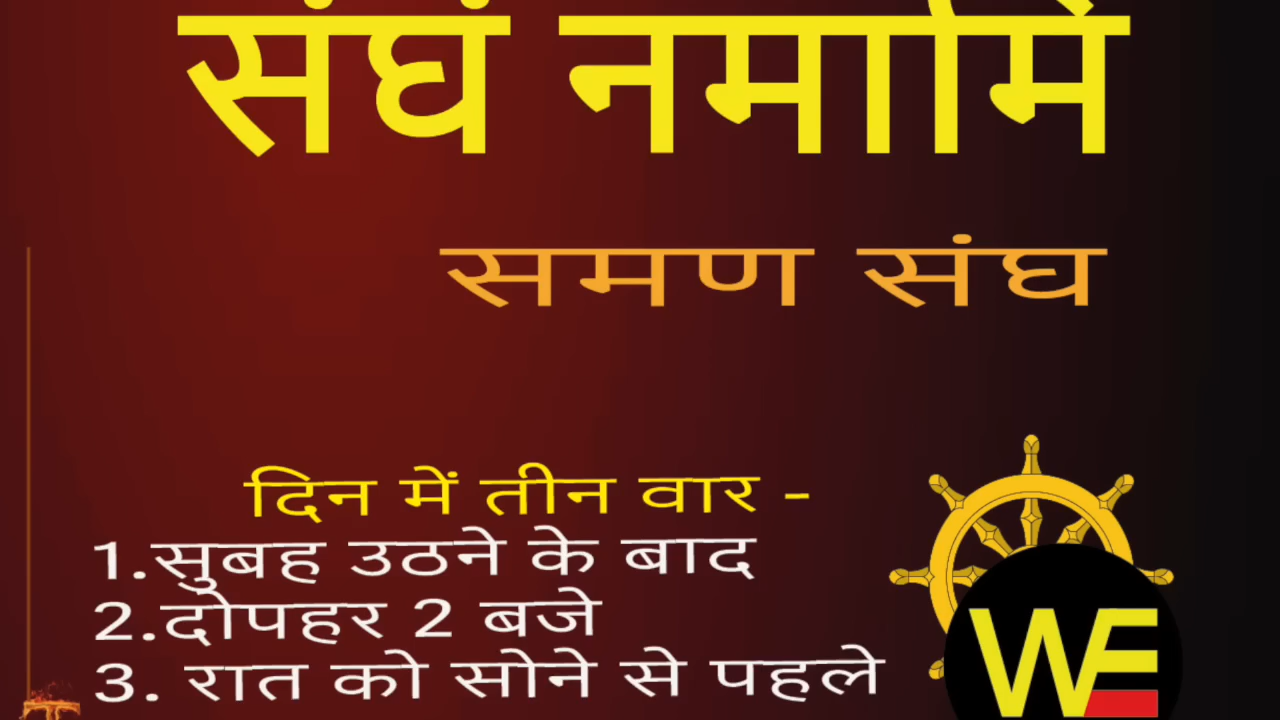 संघं नमामि
समण संघ
दिन में तीन वार -
1.सुबह उठने के बाद
2.दोपहर 2 बजे
3. रात को सोने से पहले
WE